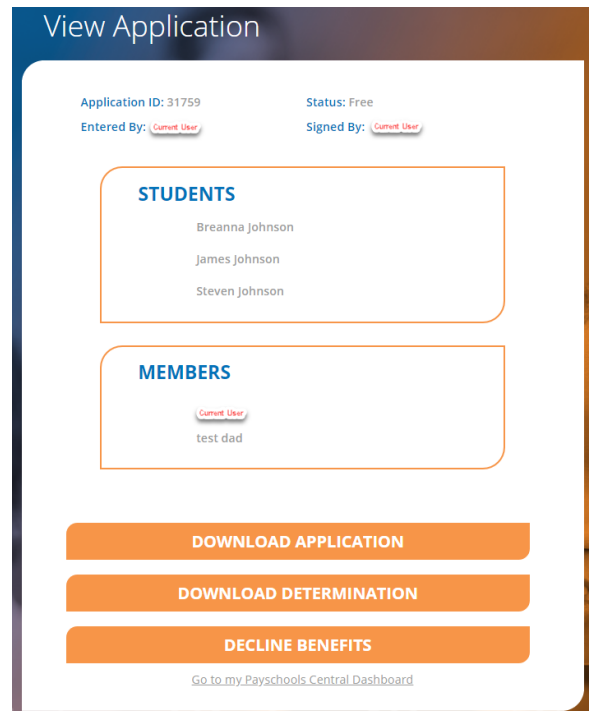 View Application
Application ID: 31759
Status: Free
Entered By: Current User
Signed By: Current User
STUDENTS
Breanna Johnson
James Johnson
Steven Johnson
MEMBERS
Current User
test dad
DOWNLOAD APPLICATION
DOWNLOAD DETERMINATION
DECLINE BENEFITS
Go to my Payschools Central Dashboard